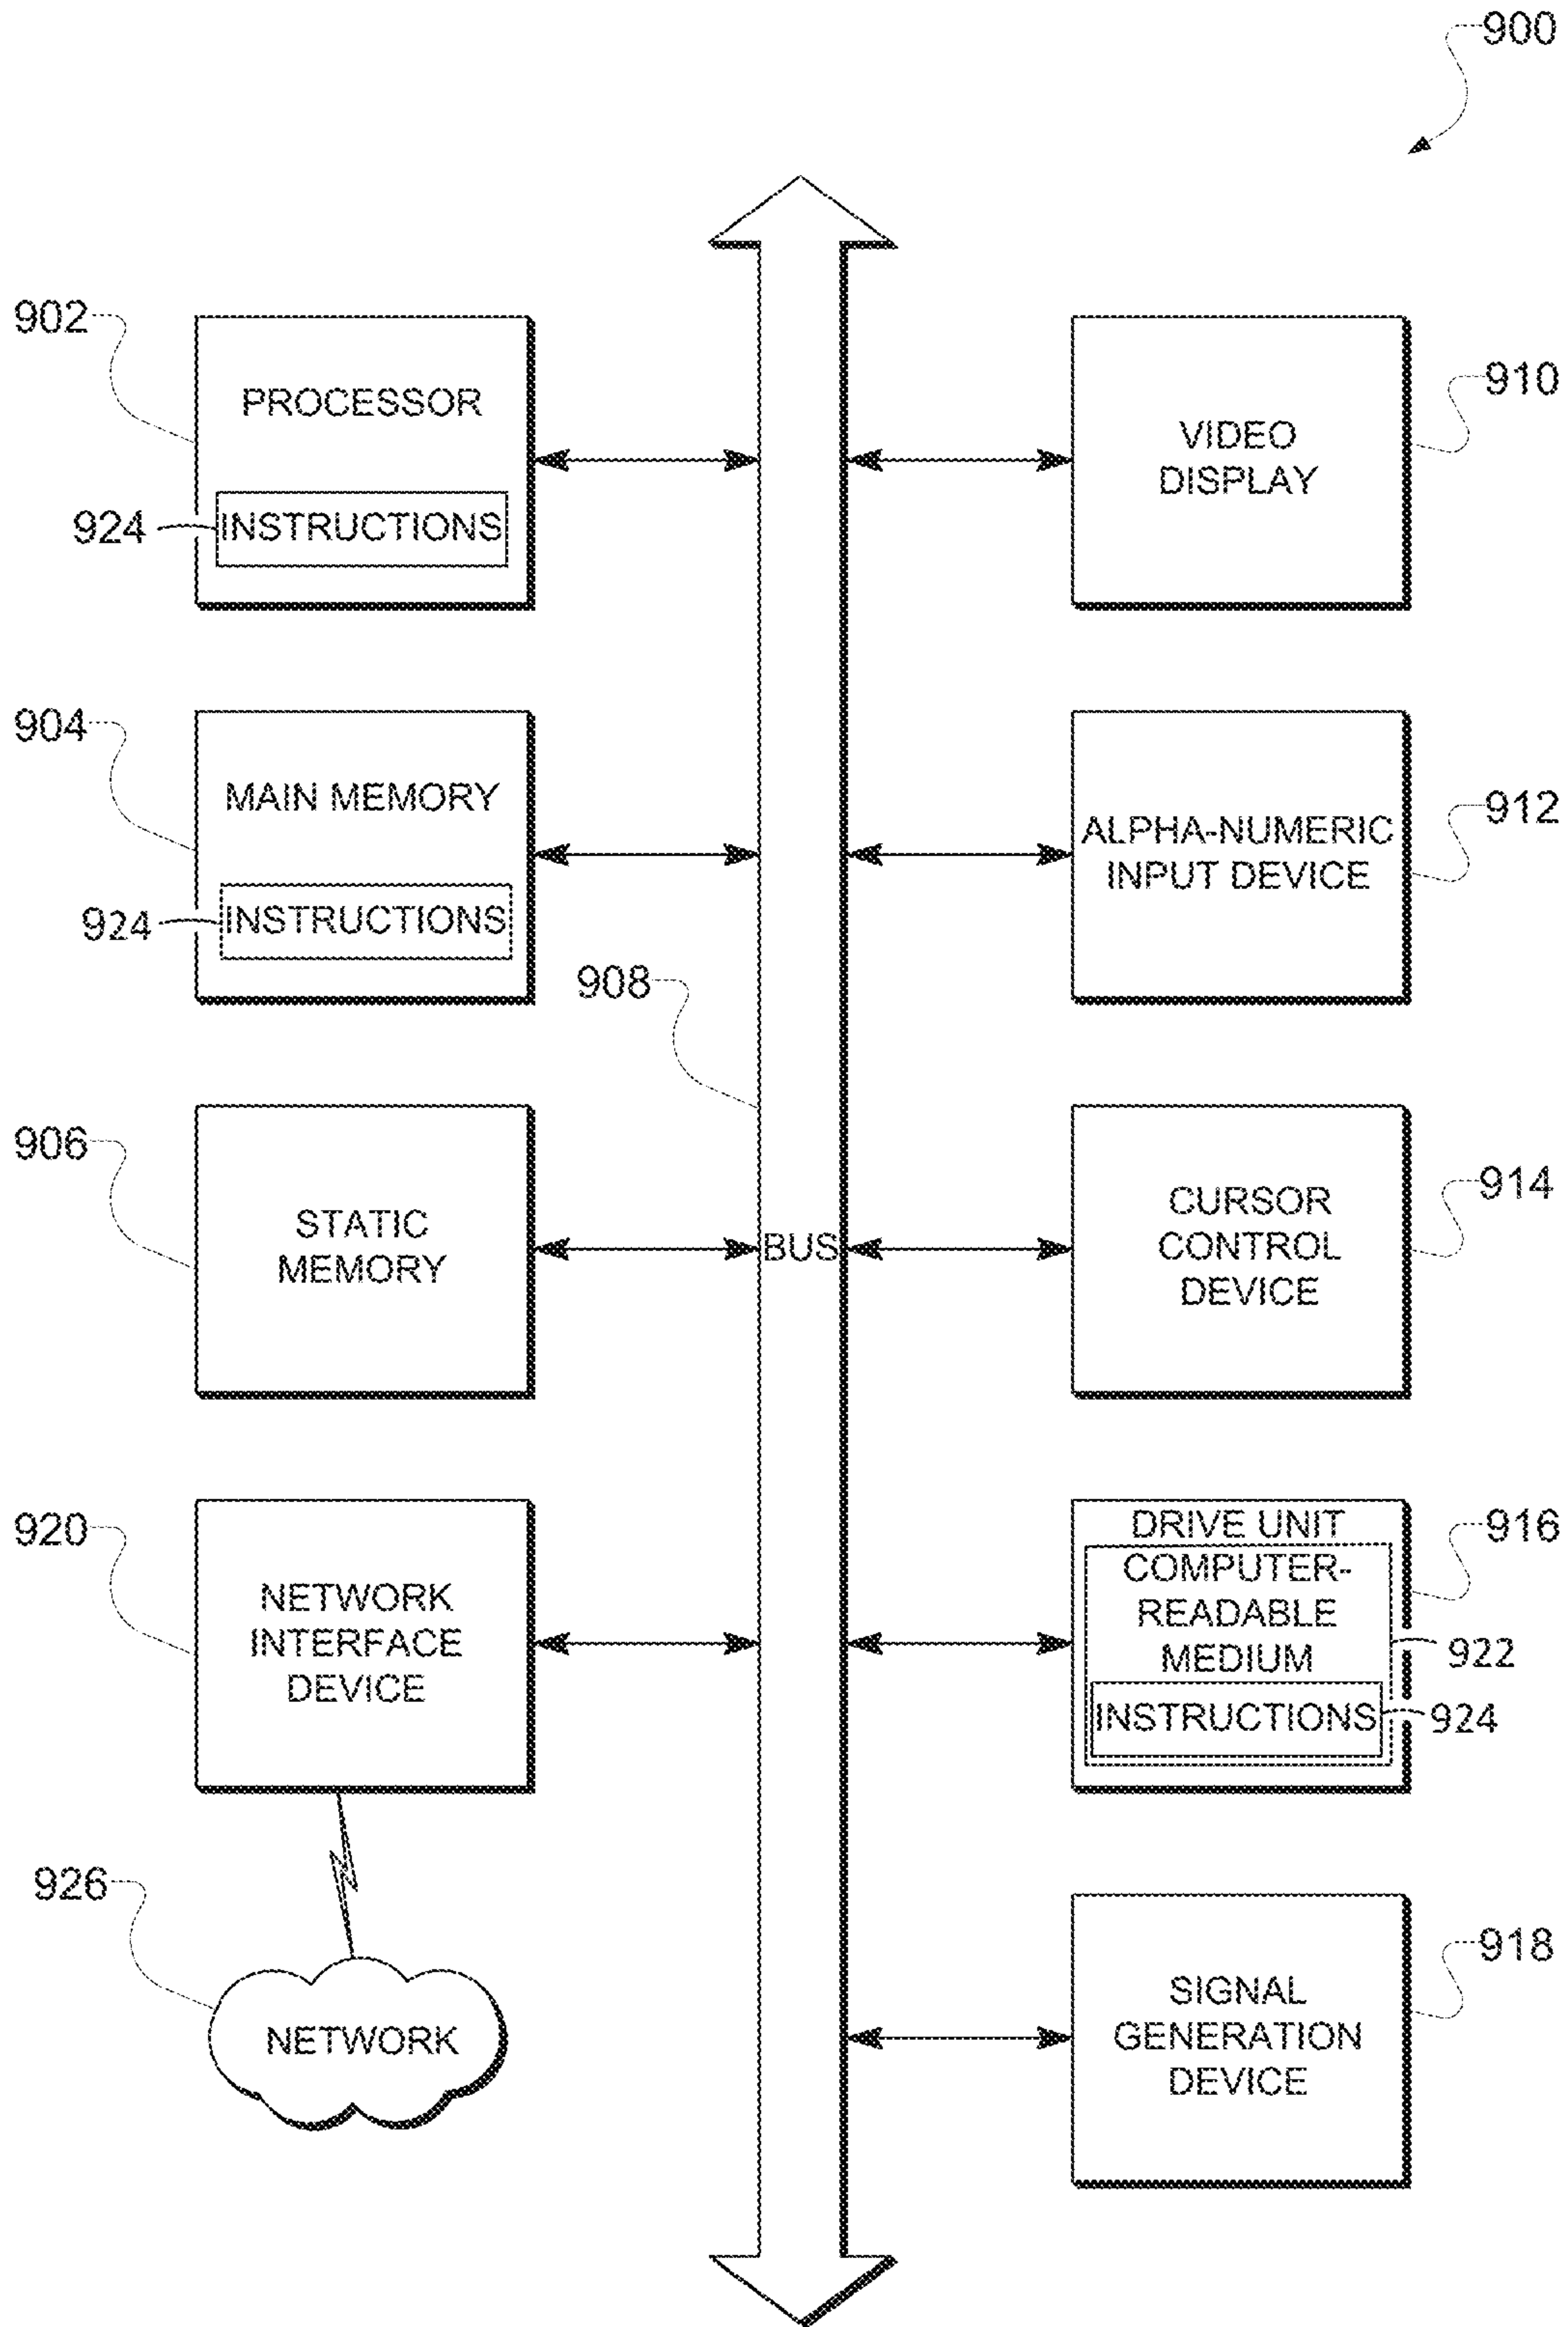 900
902
PROCESSOR
924
INSTRUCTIONS
910
VIDEO
DISPLAY
904
MAIN MEMORY
924
INSTRUCTIONS
912
ALPHA-NUMERIC
INPUT DEVICE
908
906
STATIC
MEMORY
BUS
914
CURSOR
CONTROL
DEVICE
920
NETWORK
INTERFACE
DEVICE
916
DRIVE UNIT
COMPUTER-
READABLE
MEDIUM
922
INSTRUCTIONS
924
926
NETWORK
918
SIGNAL
GENERATION
DEVICE